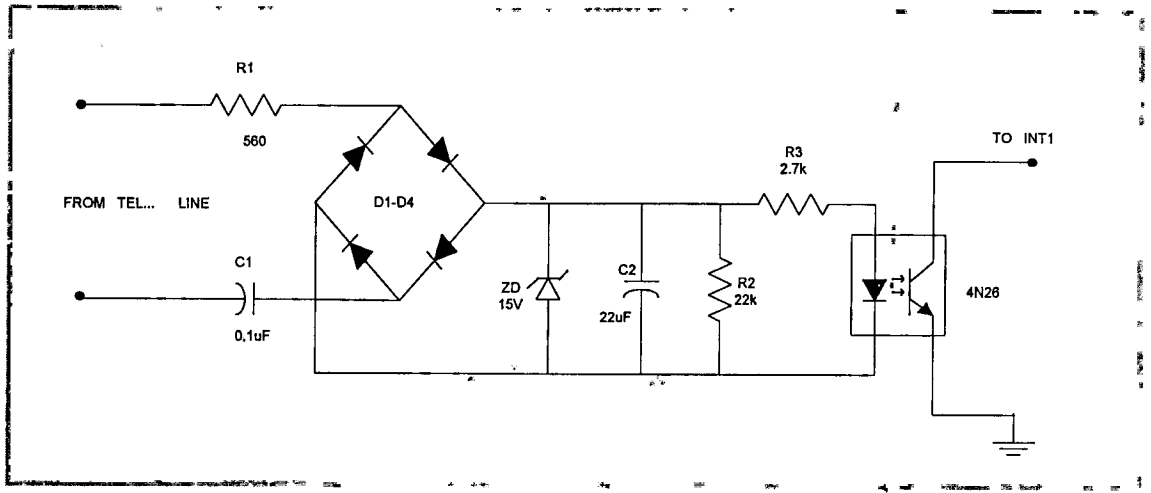 R1
560
TO INT1
R3
2.7k
FROM TEL... LINE
D1-D4
C1
0,1uF
ZD
15V
C2
22uF
R2
22k
4N26